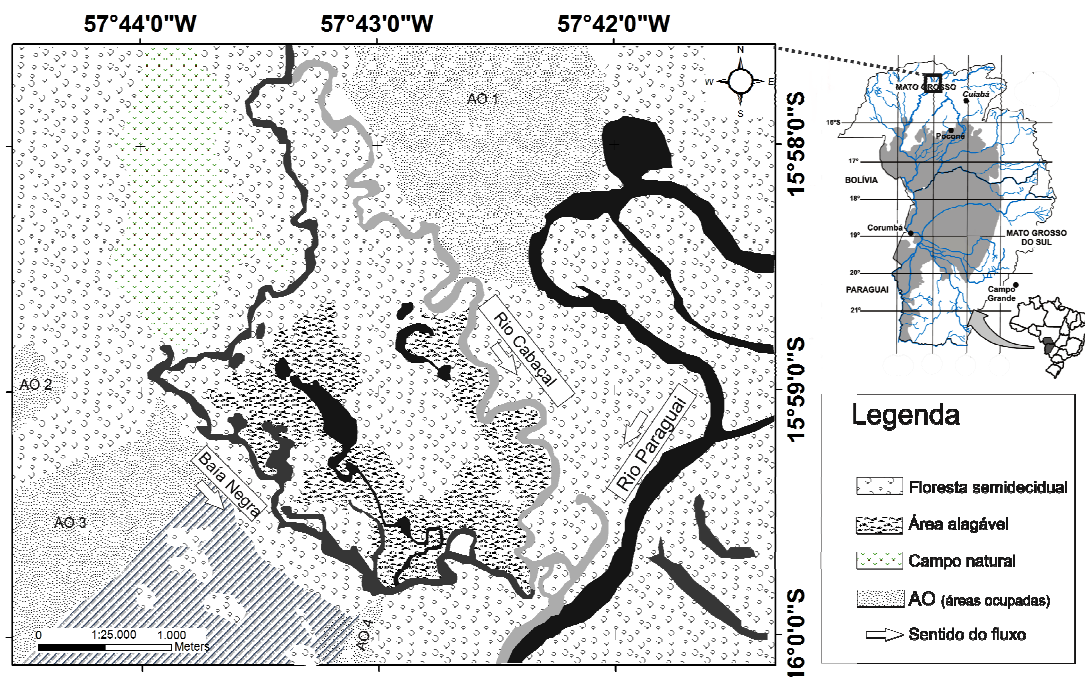 57°44'0"W
57°43'0"W
57°42'0"W
N
W
E
S
AO 1
15°58'0"S
Rio Cabaçal
15°59'0"S
AO 2
Rio Paraguai
Baía Negra
AO 3
AO 4
16°0'0"S
0
1:25.000
1.000
Meters
MATO GROSSO
Cuiabá
16°S
Poconé
17°
BOLÍVIA
18°
Corumbá
19°
MATO GROSSO
DO SUL
20°
PARAGUAI
Campo
Grande
21°
Legenda
Floresta semidecidual
Área alagável
Campo natural
AO (áreas ocupadas)
Sentido do fluxo